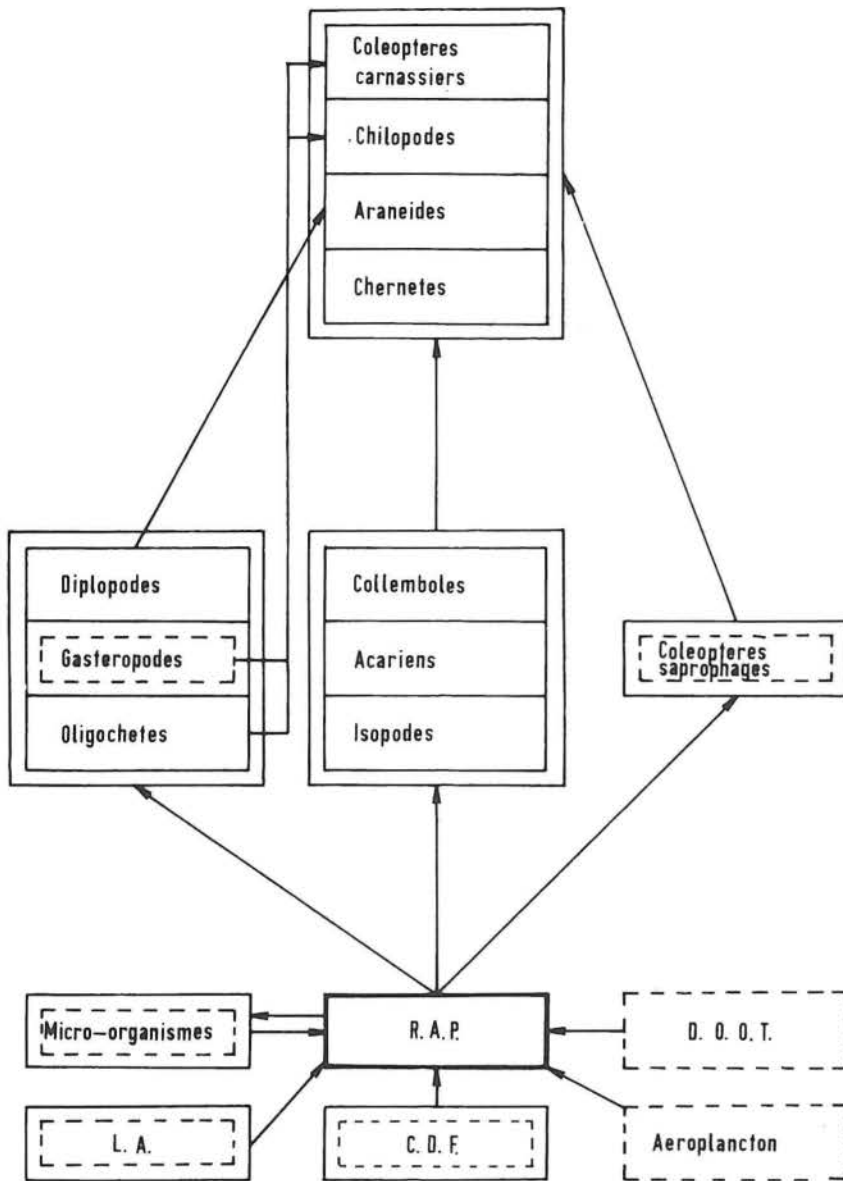 Coleopteres
carnassiers
Chilopodes
Araneides
Chernetes
Diplopodes
Gasteropodes
Oligochetes
Collemboles
Acariens
Isopodes
Coleopteres
saprophages
Micro-organismes
R. A. P.
D. O. O. T.
L. A.
C. D. F.
Aeroplancton